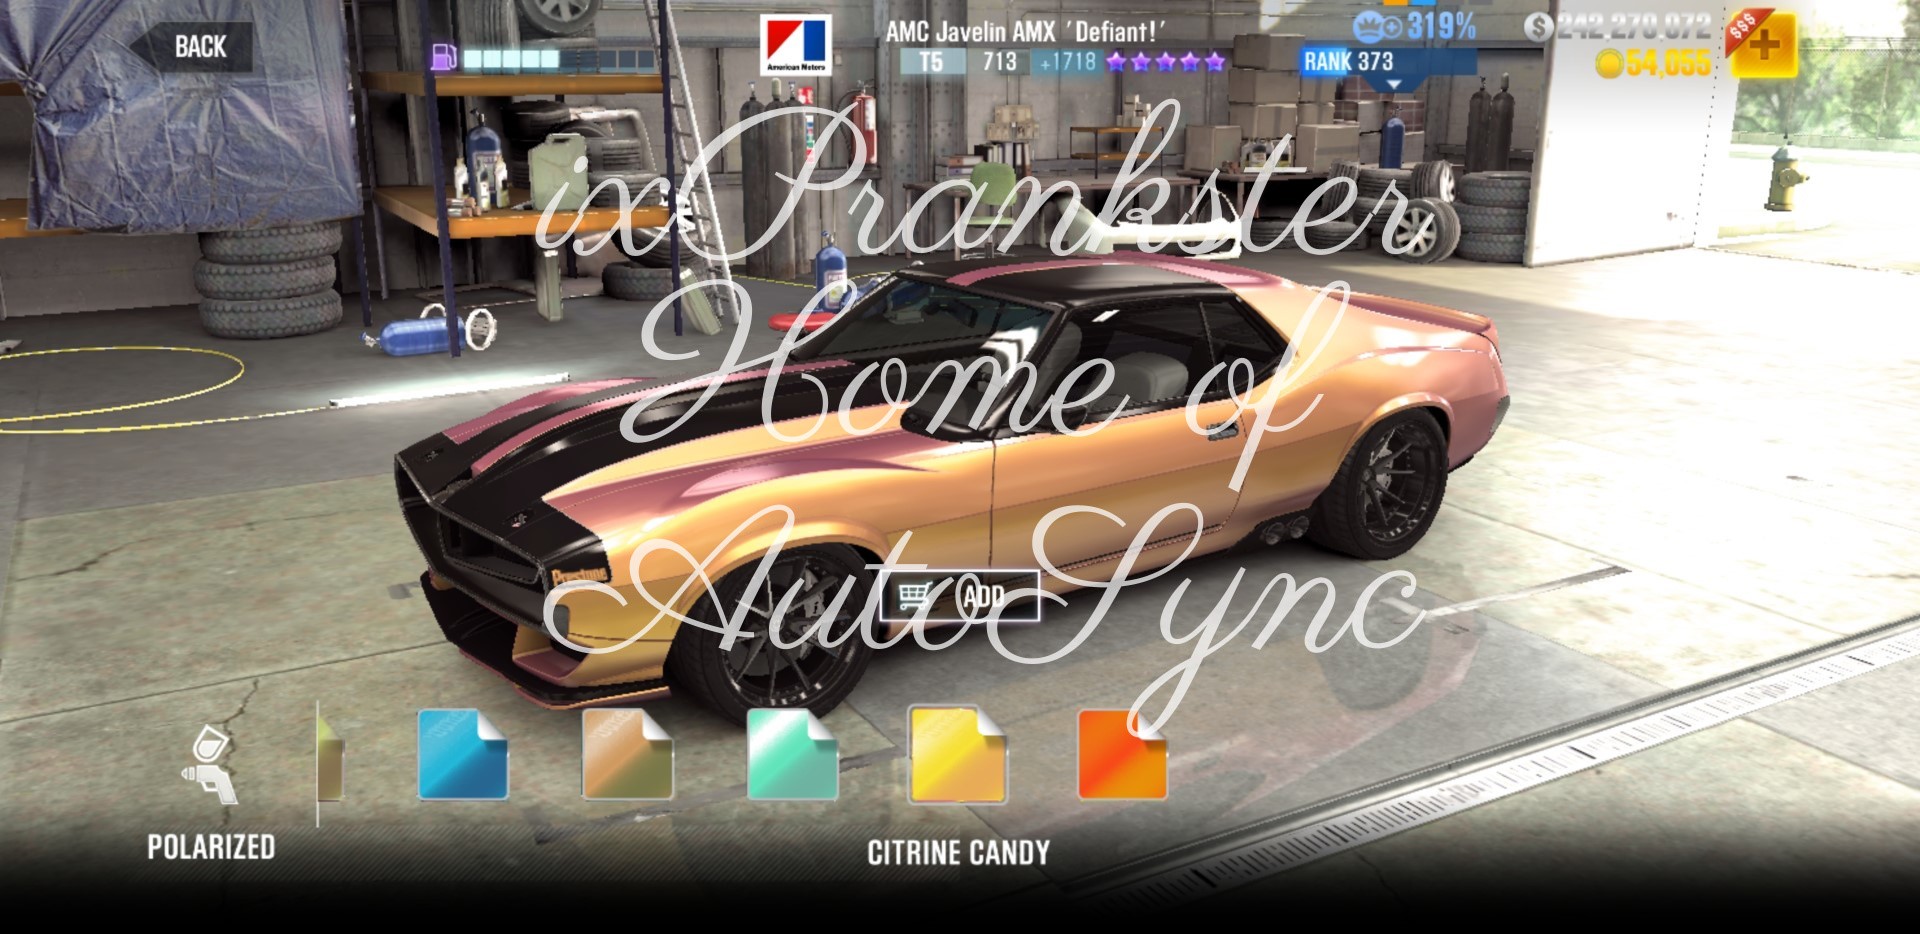 BACK
American Motors
AMC Javelin AMX 'Defiant!'
T5 713 +1718
319%
RANK 373
242,270,072
54,055
$$$
ixPrankster
Home of
AutoSync
Prestone
ADD
POLARIZED
CITRINE CANDY